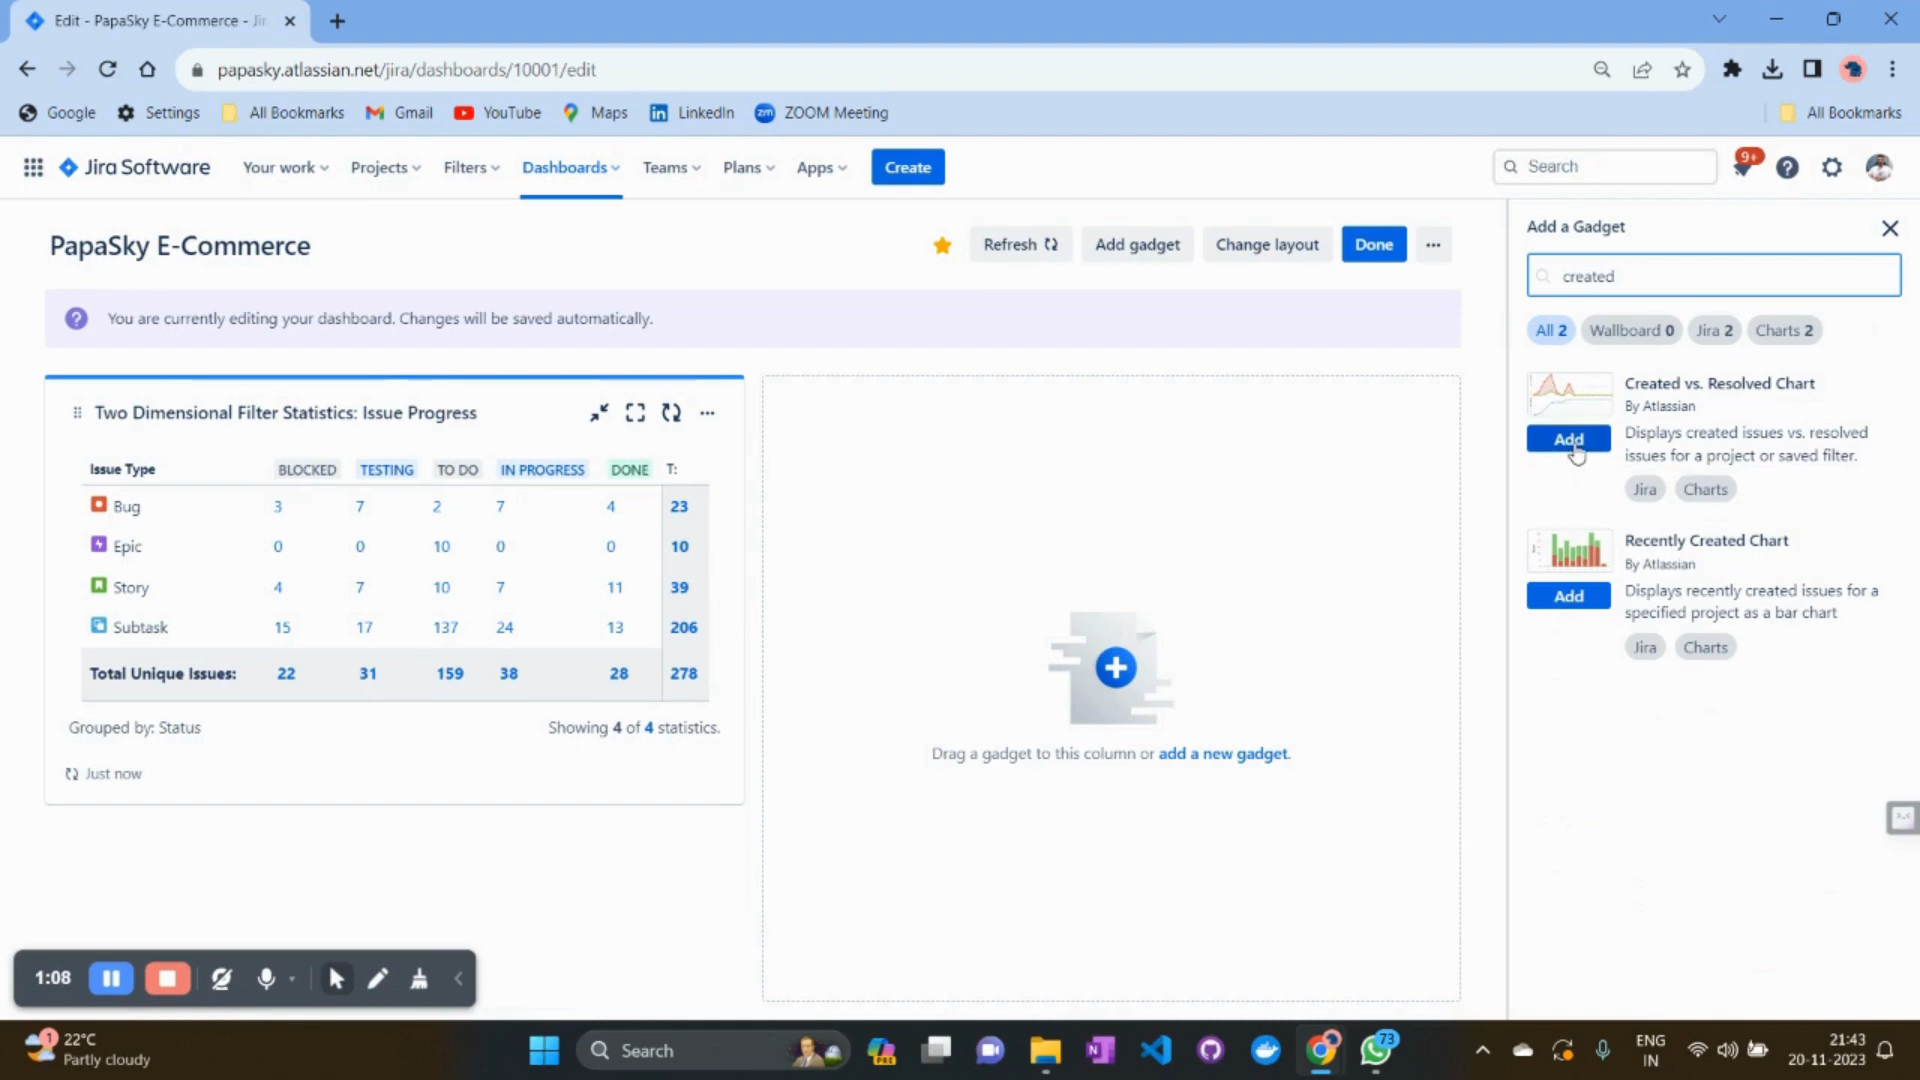 Edit - PapaSky E-Commerce - Jir
papasky.atlassian.net/jira/dashboards/10001/edit
Google Settings All Bookmarks Gmail YouTube Maps LinkedIn zm ZOOM Meeting All Bookmarks
Jira Software Your work Projects Filters Dashboards Teams Plans Apps Create Search 9+
PapaSky E-Commerce Refresh Add gadget Change layout Done
You are currently editing your dashboard. Changes will be saved automatically.
Two Dimensional Filter Statistics: Issue Progress
Issue Type BLOCKED TESTING TO DO IN PROGRESS DONE T:
Bug 3 7 2 7 4 23
Epic 0 0 10 0 0 10
Story 4 7 10 7 11 39
Subtask 15 17 137 24 13 206
Total Unique Issues: 22 31 159 38 28 278
Grouped by: Status Showing 4 of 4 statistics.
Just now
Drag a gadget to this column or add a new gadget.
Add a Gadget
created
All 2 Wallboard 0 Jira 2 Charts 2
Created vs. Resolved Chart
By Atlassian
Add
Displays created issues vs. resolved
issues for a project or saved filter.
Jira Charts
Recently Created Chart
By Atlassian
Add
Displays recently created issues for a
specified project as a bar chart
Jira Charts
1:08
1 22°C
Partly cloudy
Search
PRE
73
ENG
IN
21:43
20-11-2023